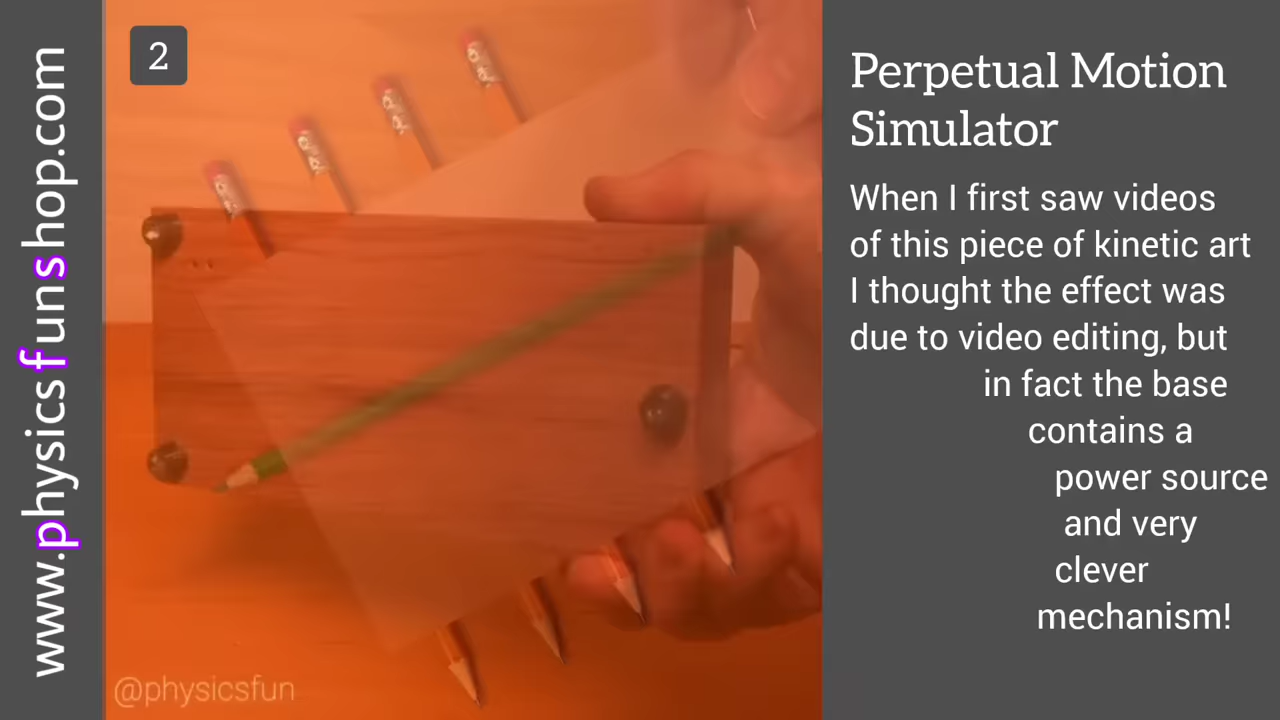 www.physicsfunshop.com
2
Perpetual Motion
Simulator
When I first saw videos
of this piece of kinetic art
I thought the effect was
due to video editing, but
in fact the base
contains a
power source
and very
clever
mechanism!
@physicsfun